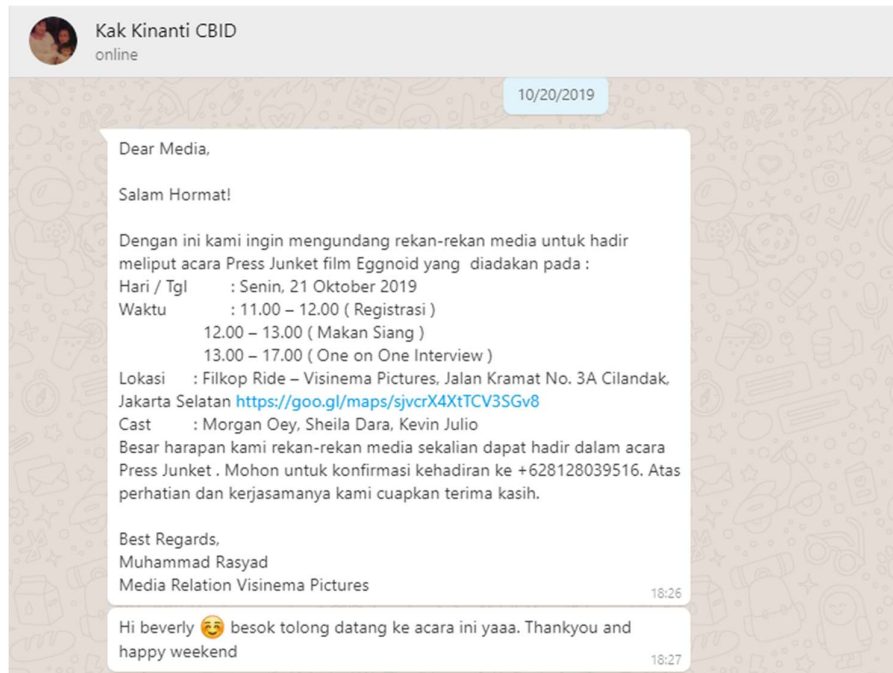 Kak Kinanti CBID
online
10/20/2019
Dear Media,
Salam Hormat!
Dengan ini kami ingin mengundang rekan-rekan media untuk hadir
meliput acara Press Junket film Eggnoid yang  diadakan pada :
Hari / Tgl : Senin, 21 Oktober 2019
Waktu : 11.00 – 12.00 ( Registrasi )
12.00 – 13.00 ( Makan Siang )
13.00 – 17.00 ( One on One Interview )
Lokasi : Filkop Ride – Visinema Pictures, Jalan Kramat No. 3A Cilandak,
Jakarta Selatan https://goo.gl/maps/sjvcrX4XtTCV3SGv8
Cast : Morgan Oey, Sheila Dara, Kevin Julio
Besar harapan kami rekan-rekan media sekalian dapat hadir dalam acara
Press Junket . Mohon untuk konfirmasi kehadiran ke +628128039516. Atas
perhatian dan kerjasamanya kami cuapkan terima kasih.
Best Regards,
Muhammad Rasyad
Media Relation Visinema Pictures
18:26
Hi beverly ☺️ besok tolong datang ke acara ini yaaa. Thankyou and
happy weekend
18:27